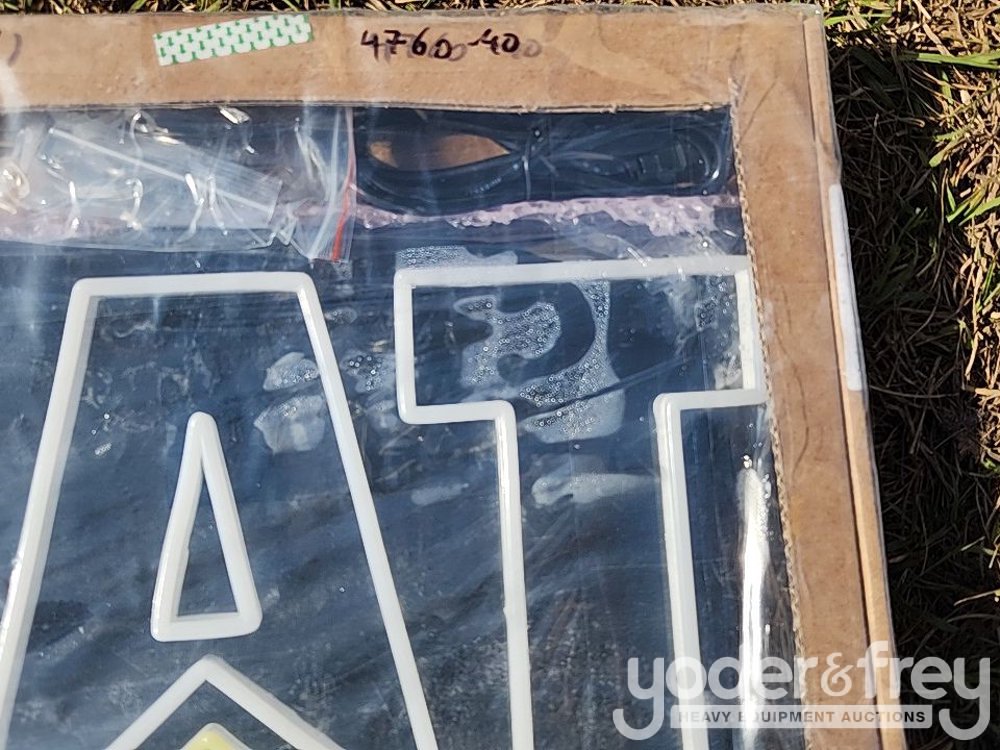 4760-40
AT
yoder&frey
HEAVY EQUIPMENT AUCTIONS